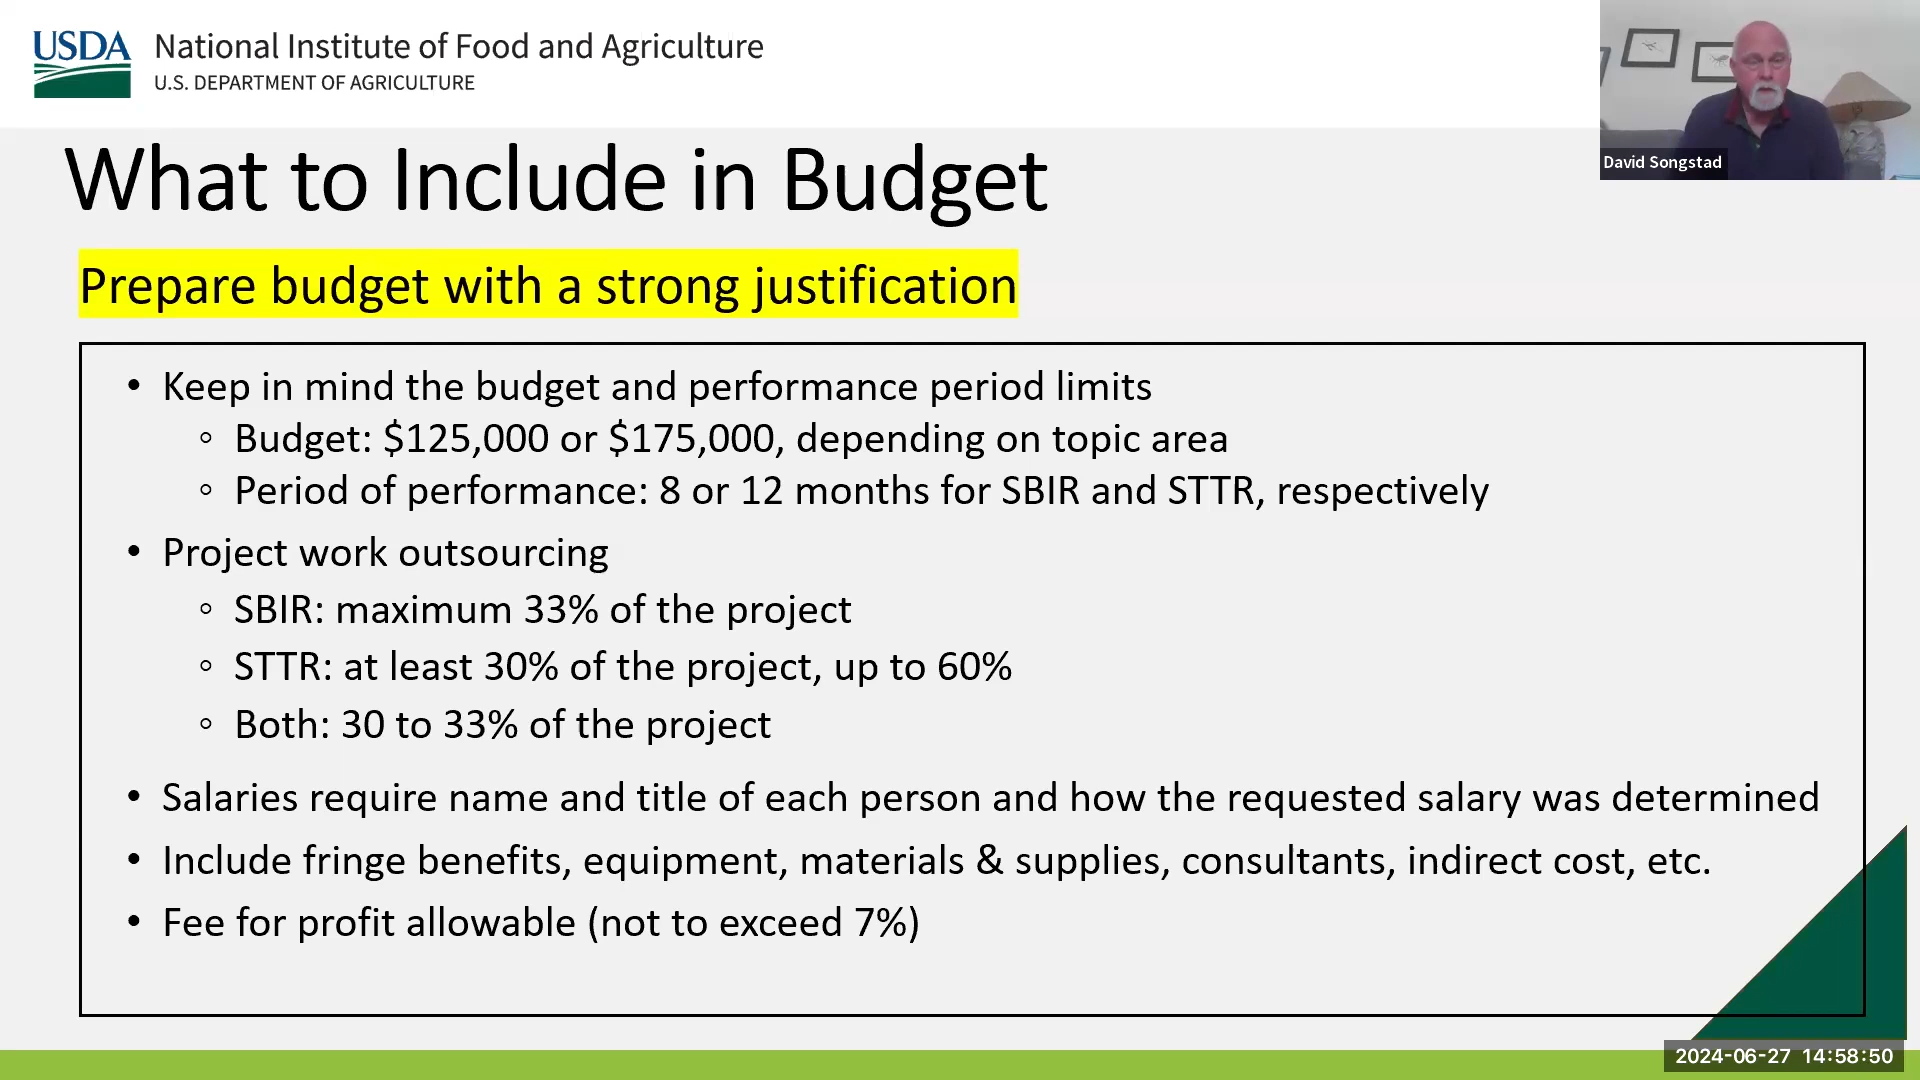 USDA
National Institute of Food and Agriculture
U.S. DEPARTMENT OF AGRICULTURE
David Songstad
What to Include in Budget
Prepare budget with a strong justification
• Keep in mind the budget and performance period limits
◦ Budget: $125,000 or $175,000, depending on topic area
◦ Period of performance: 8 or 12 months for SBIR and STTR, respectively
• Project work outsourcing
◦ SBIR: maximum 33% of the project
◦ STTR: at least 30% of the project, up to 60%
◦ Both: 30 to 33% of the project
• Salaries require name and title of each person and how the requested salary was determined
• Include fringe benefits, equipment, materials & supplies, consultants, indirect cost, etc.
• Fee for profit allowable (not to exceed 7%)
2024-06-27 14:58:50